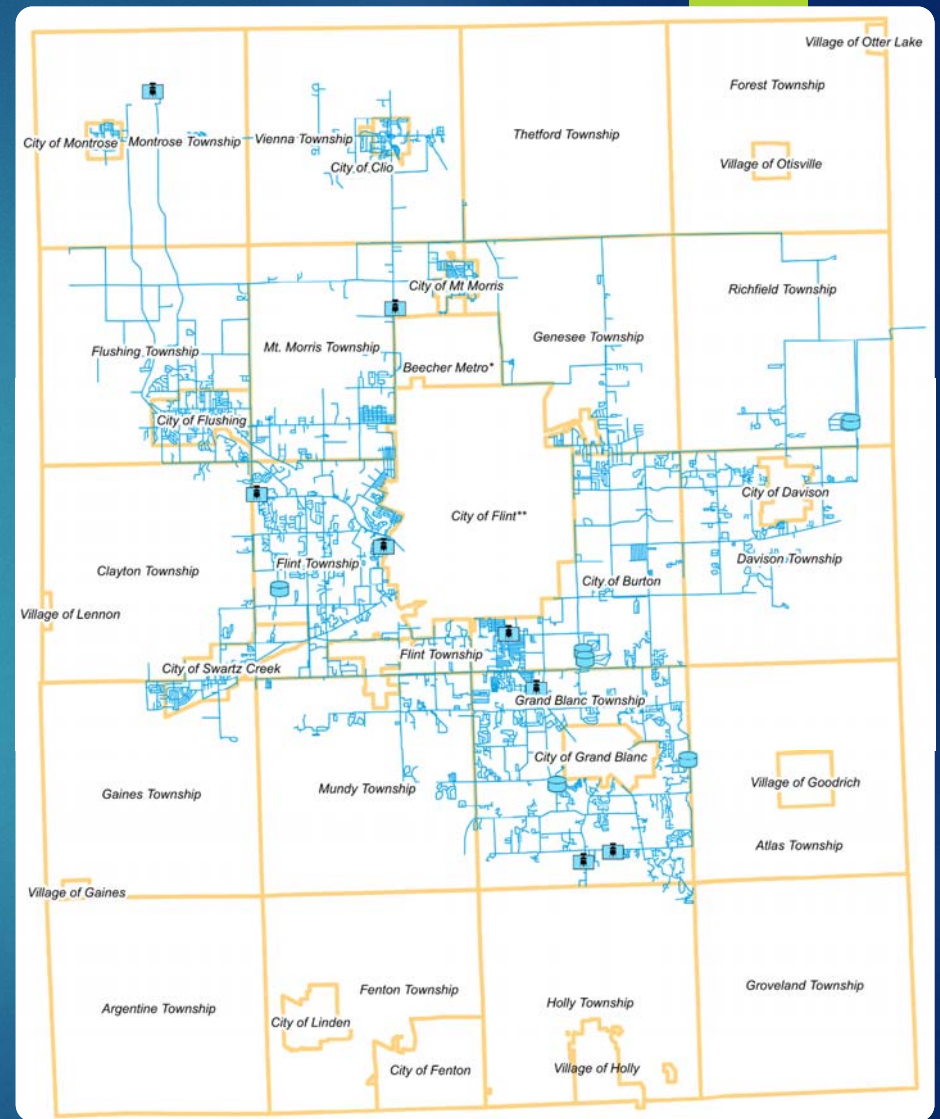 Village of Otter Lake
Forest Township
Thetford Township
City of Montrose
Montrose Township
Vienna Township
City of Clio
Village of Otisville
City of Mt Morris
Richfield Township
Genesee Township
Flushing Township
Mt. Morris Township
Beecher Metro*
City of Flushing
City of Davison
City of Flint**
Clayton Township
Flint Township
Davison Township
City of Burton
Village of Lennon
Flint Township
City of Swartz Creek
Grand Blanc Township
City of Grand Blanc
Village of Goodrich
Gaines Township
Mundy Township
Atlas Township
Village of Gaines
Groveland Township
Fenton Township
Argentine Township
Holly Township
City of Linden
City of Fenton
Village of Holly